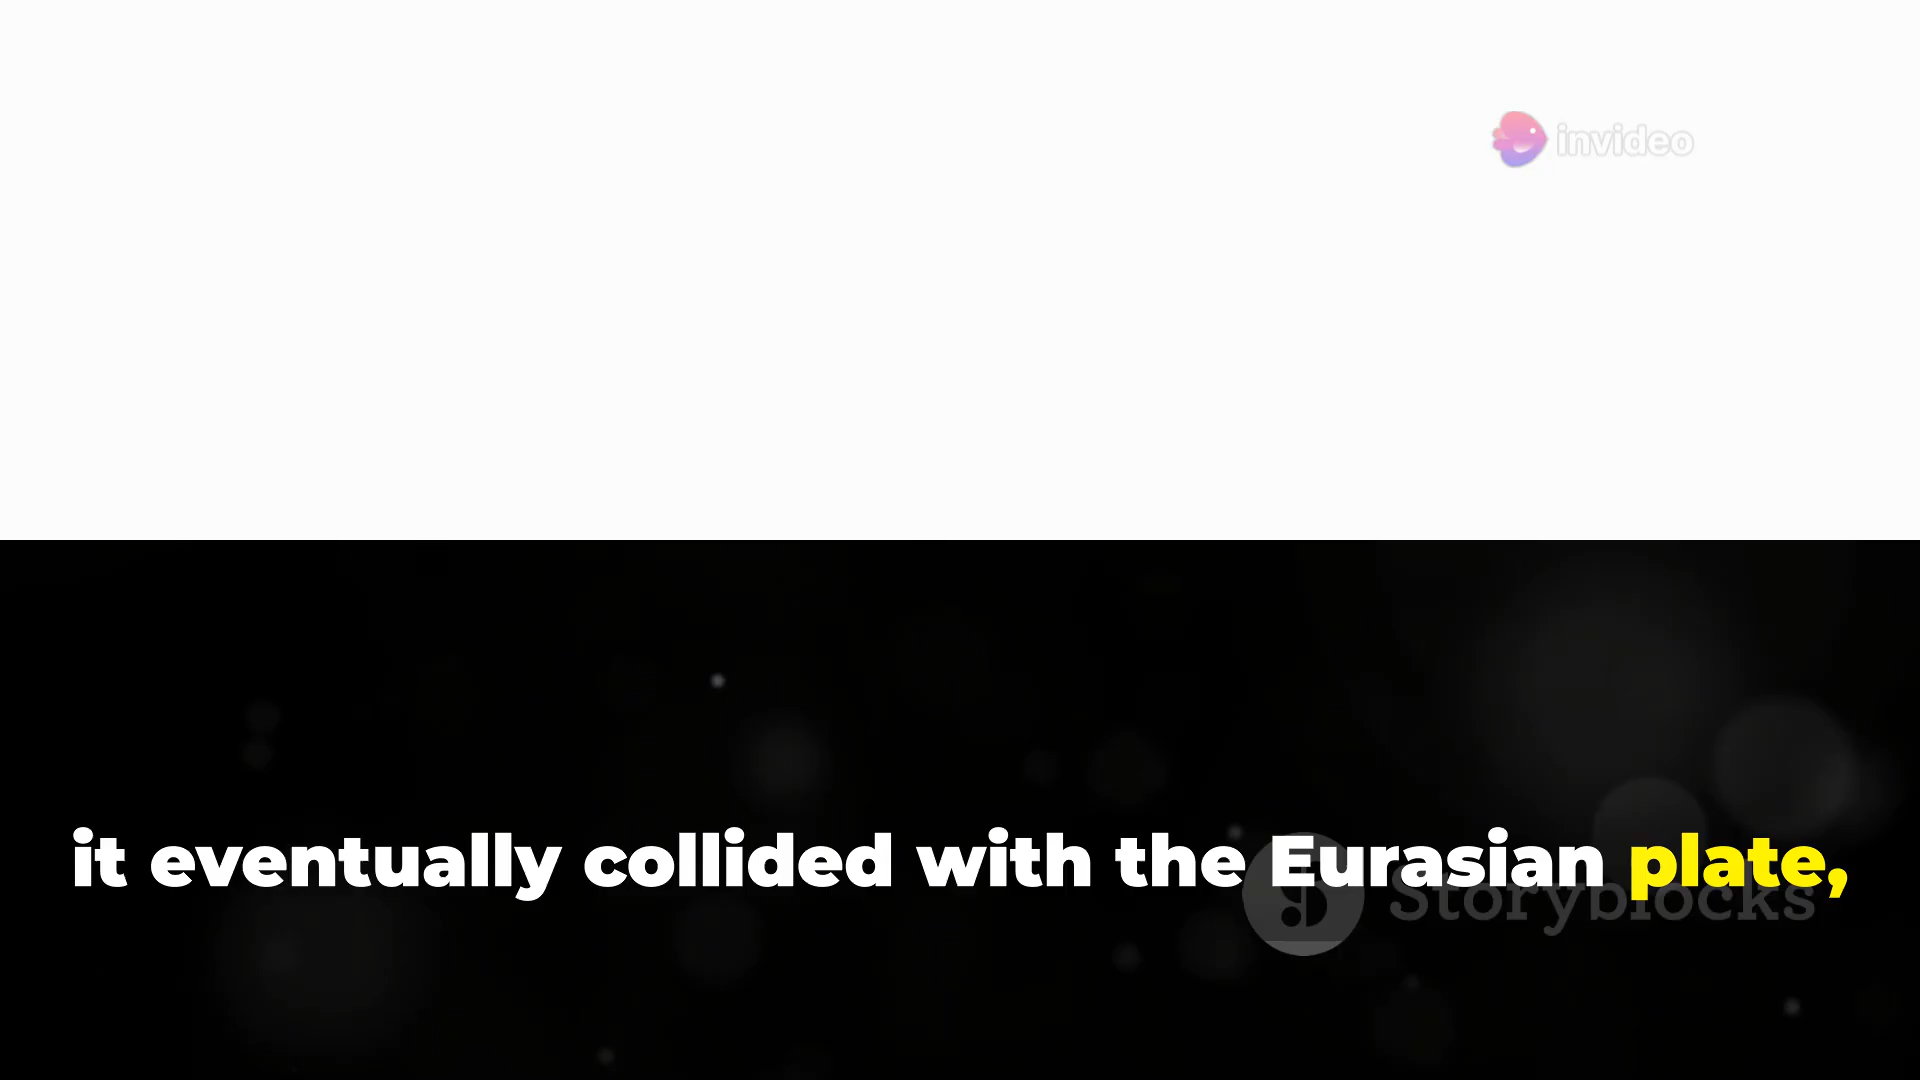 invideo
it eventually collided with the Eurasian plate,
Storyblocks